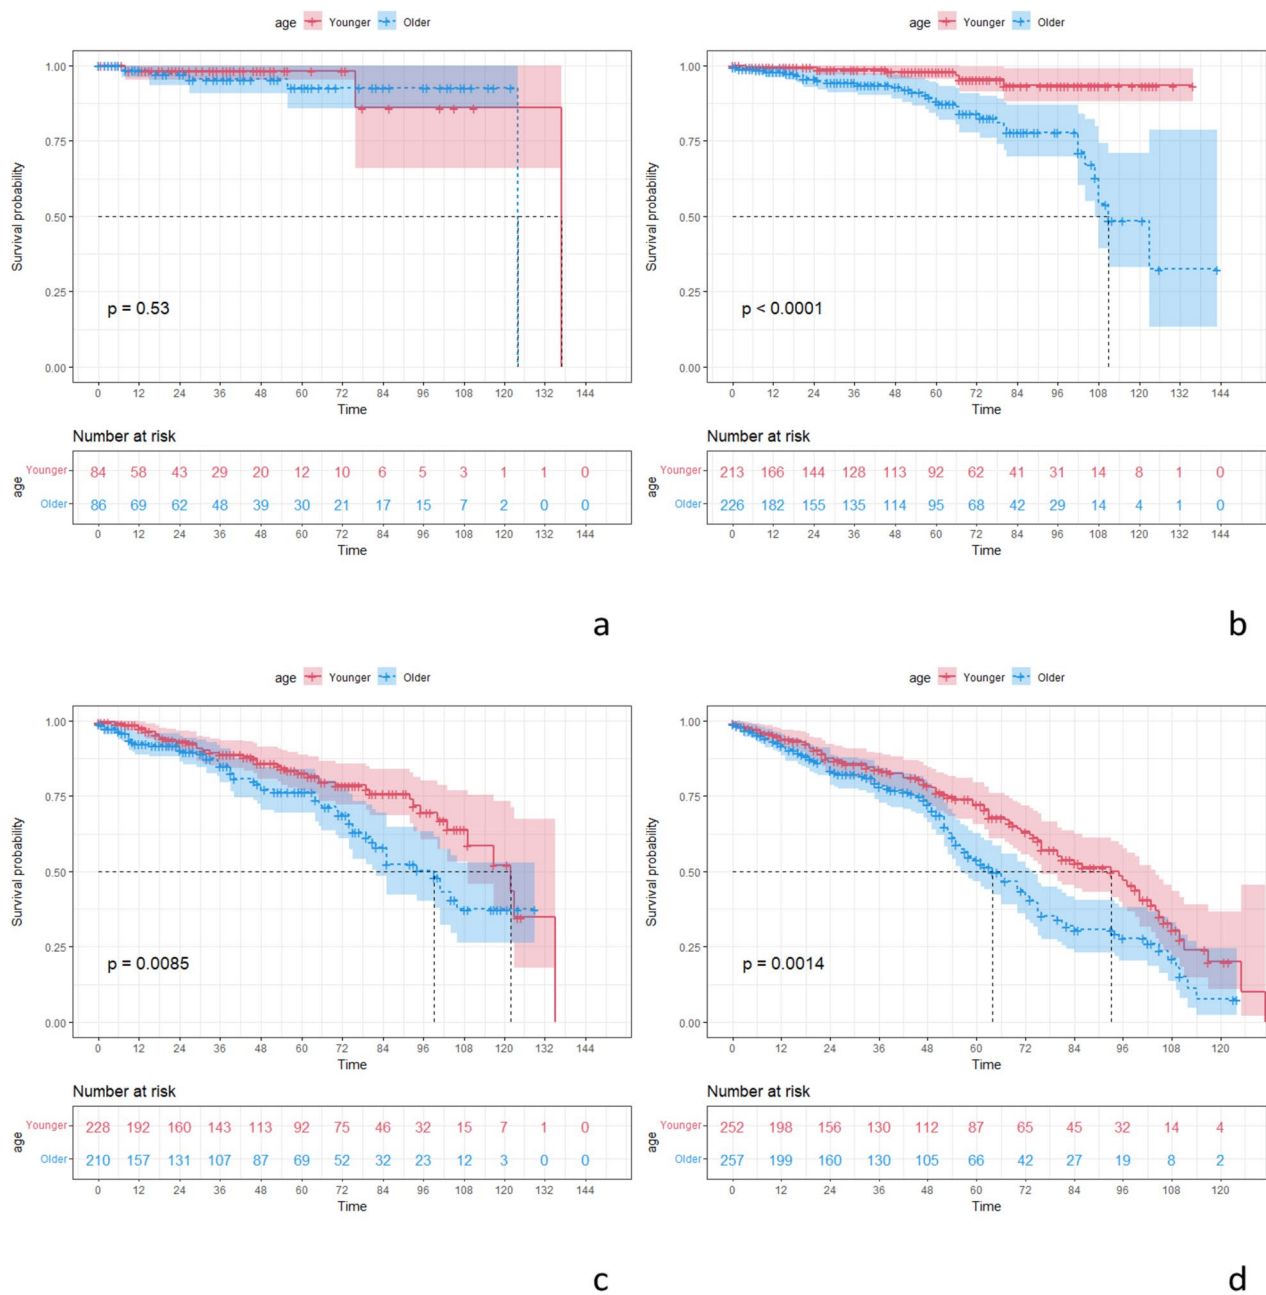 age Younger Older
1.00
0.75
0.50
0.25
0.00
Survival probability
p = 0.53
0 12 24 36 48 60 72 84 96 108 120 132 144
Time
Number at risk
age
Younger 84 58 43 29 20 12 10 6 5 3 1 1 0
Older 86 69 62 48 39 30 21 17 15 7 2 0 0
0 12 24 36 48 60 72 84 96 108 120 132 144
Time
a
age Younger Older
1.00
0.75
0.50
0.25
0.00
Survival probability
p < 0.0001
0 12 24 36 48 60 72 84 96 108 120 132 144
Time
Number at risk
age
Younger 213 166 144 128 113 92 62 41 31 14 8 1 0
Older 226 182 155 135 114 95 68 42 29 14 4 1 0
0 12 24 36 48 60 72 84 96 108 120 132 144
Time
b
age Younger Older
1.00
0.75
0.50
0.25
0.00
Survival probability
p = 0.0085
0 12 24 36 48 60 72 84 96 108 120 132 144
Time
Number at risk
age
Younger 228 192 160 143 113 92 75 46 32 15 7 1 0
Older 210 157 131 107 87 69 52 32 23 12 3 0 0
0 12 24 36 48 60 72 84 96 108 120 132 144
Time
c
age Younger Older
1.00
0.75
0.50
0.25
0.00
Survival probability
p = 0.0014
0 12 24 36 48 60 72 84 96 108 120
Time
Number at risk
age
Younger 252 198 156 130 112 87 65 45 32 14 4
Older 257 199 160 130 105 66 42 27 19 8 2
0 12 24 36 48 60 72 84 96 108 120
Time
d